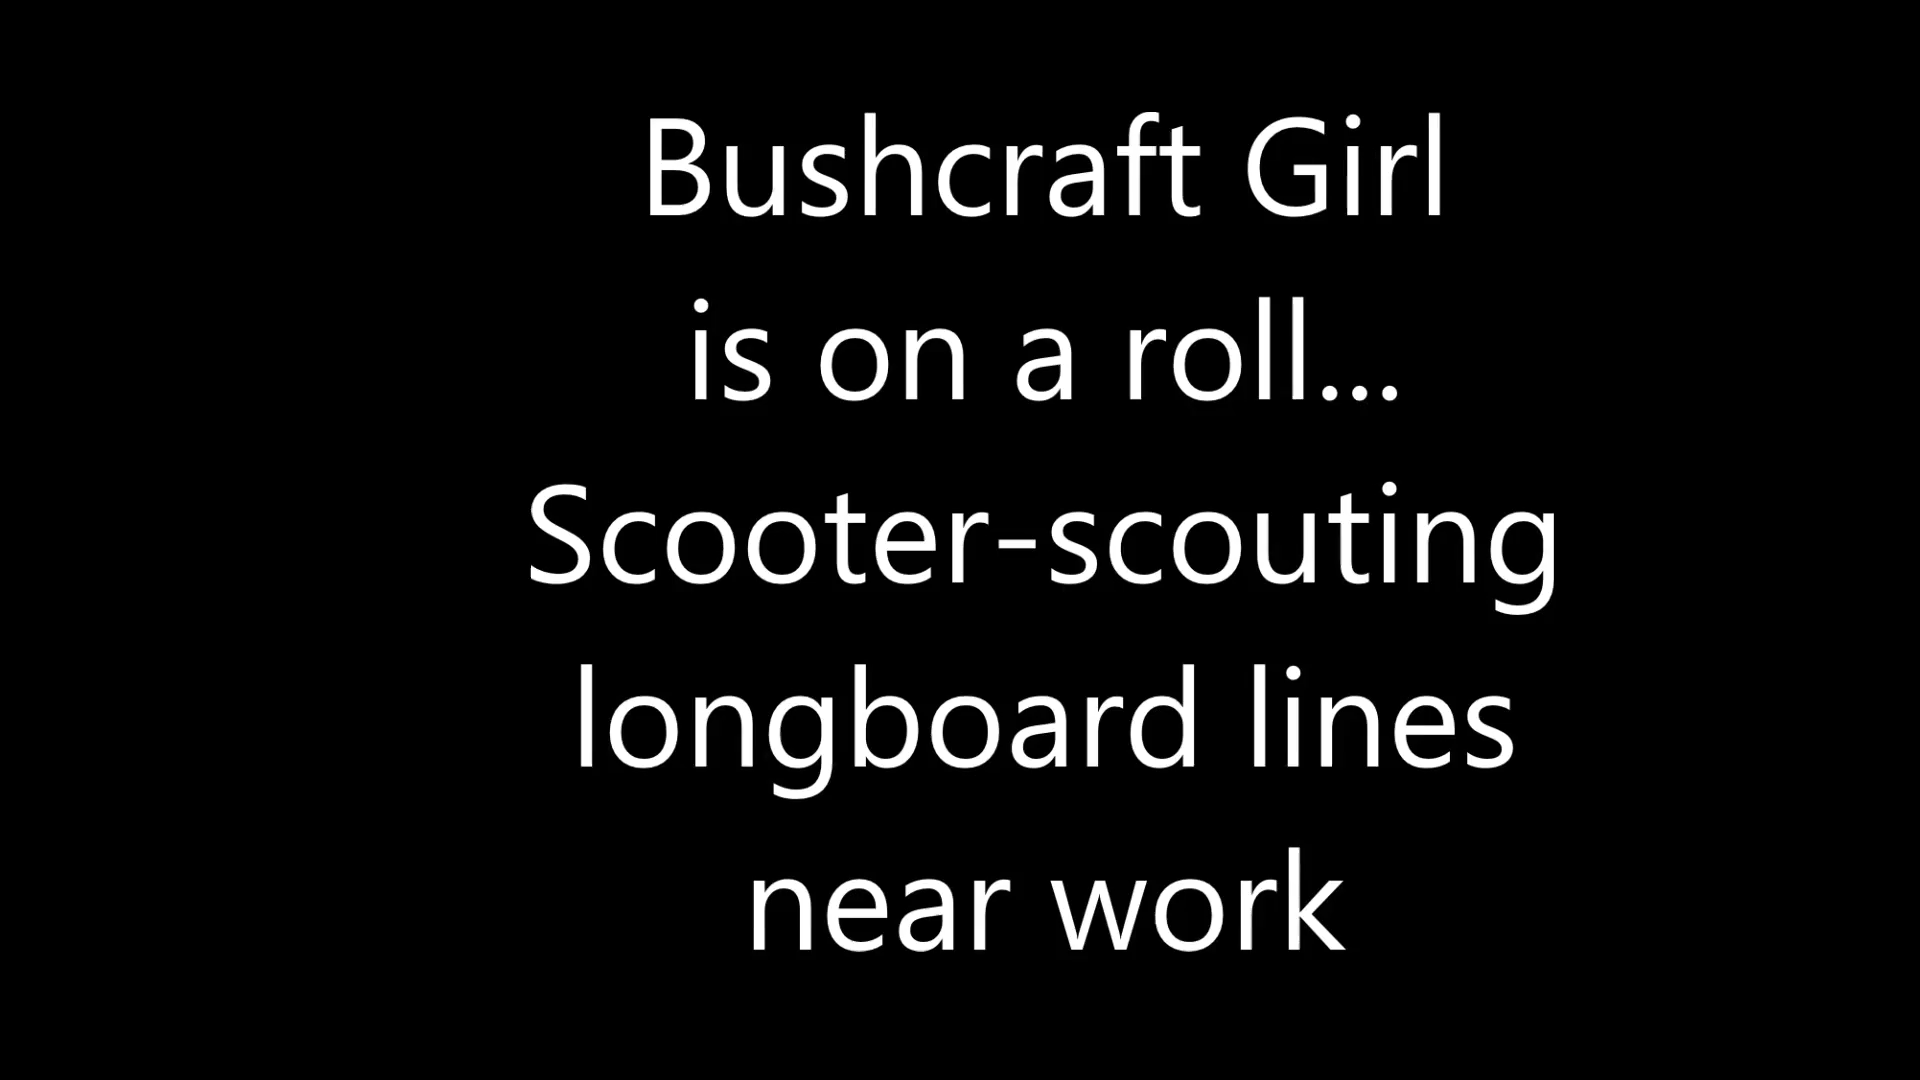 Bushcraft Girl
is on a roll...
Scooter-scouting
longboard lines
near work